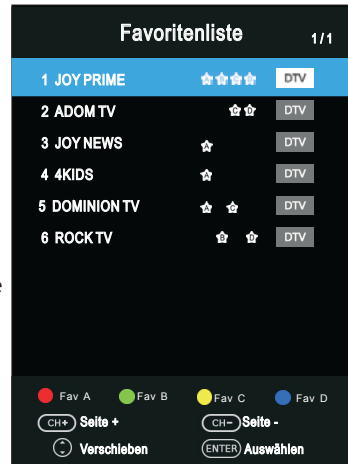 Favoritenliste 1/1
1 JOY PRIME DTV
2 ADOM TV C D DTV
3 JOY NEWS A DTV
4 4KIDS A DTV
5 DOMINION TV A C DTV
6 ROCK TV B D DTV
e
Fav A Fav B Fav C Fav D
CH+ Seite + CH- Seite -
Verschieben ENTER Auswählen